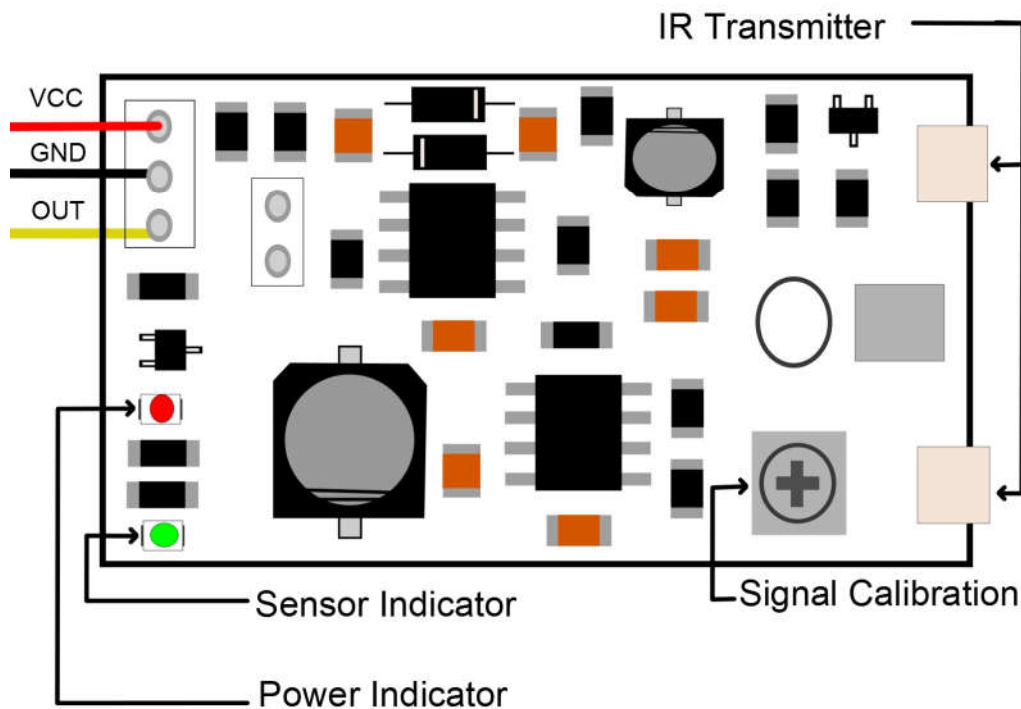 IR Transmitter
VCC
GND
OUT
Sensor Indicator
Signal Calibration
Power Indicator